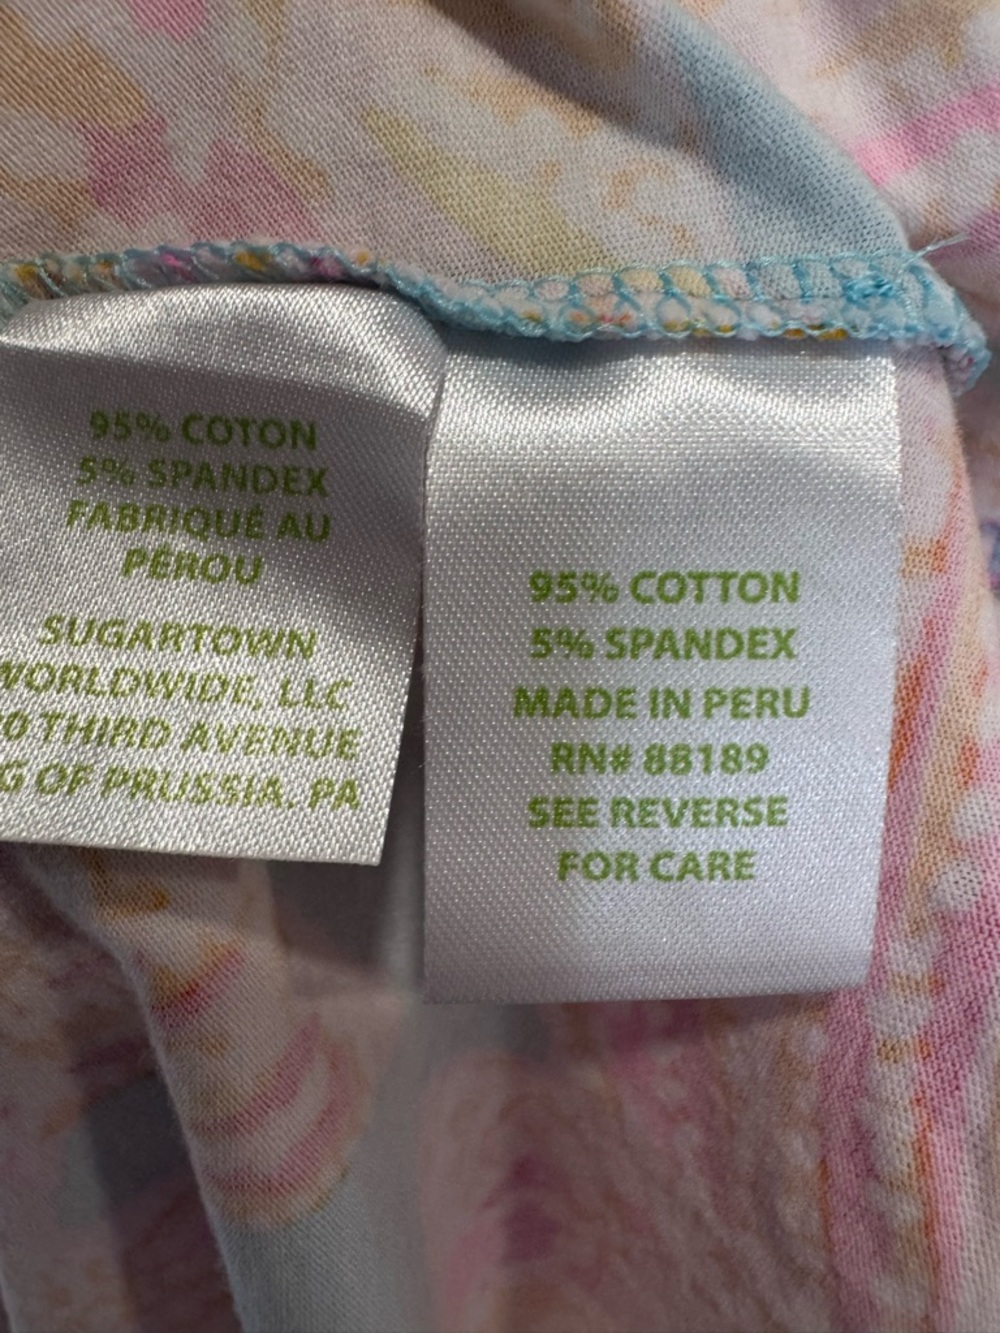 95% COTON
5% SPANDEX
FABRIQUÉ AU
PÉROU
SUGARTOWN
WORLDWIDE, LLC
THIRD AVENUE
OF PRUSSIA, PA
95% COTTON
5% SPANDEX
MADE IN PERU
RN# 88189
SEE REVERSE
FOR CARE